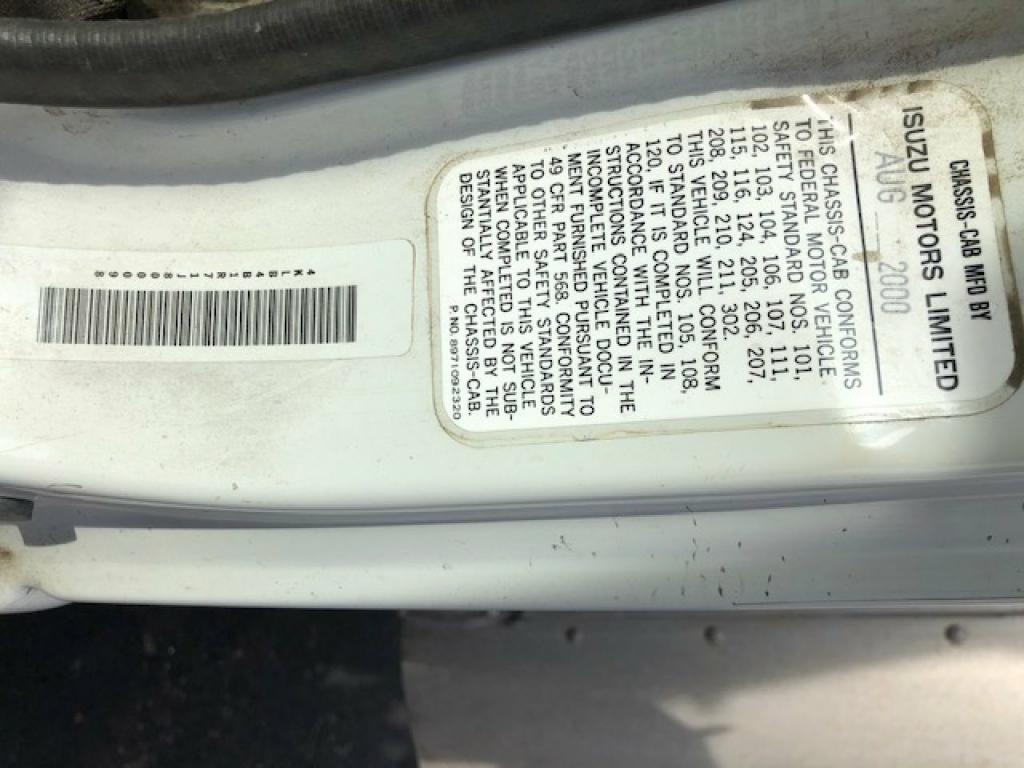 CHASSIS-CAB MFD BY
ISUZU MOTORS LIMITED
AUG 2000
THIS CHASSIS-CAB CONFORMS
TO FEDERAL MOTOR VEHICLE
SAFETY STANDARD NOS. 101,
102, 103, 104, 106, 107, 111,
115, 116, 124, 205, 206, 207,
208, 209, 210, 211, 302.
THIS VEHICLE WILL CONFORM
TO STANDARD NOS. 105, 108,
120, IF IT IS COMPLETED IN
ACCORDANCE WITH THE IN-
STRUCTIONS CONTAINED IN THE
INCOMPLETE VEHICLE DOCU-
MENT FURNISHED PURSUANT TO
49 CFR PART 568. CONFORMITY
TO OTHER SAFETY STANDARDS
APPLICABLE TO THIS VEHICLE
WHEN COMPLETED IS NOT SUB-
STANTIALLY AFFECTED BY THE
DESIGN OF THE CHASSIS-CAB.
P.NO.8971092320
4KLB4B1R71J800098